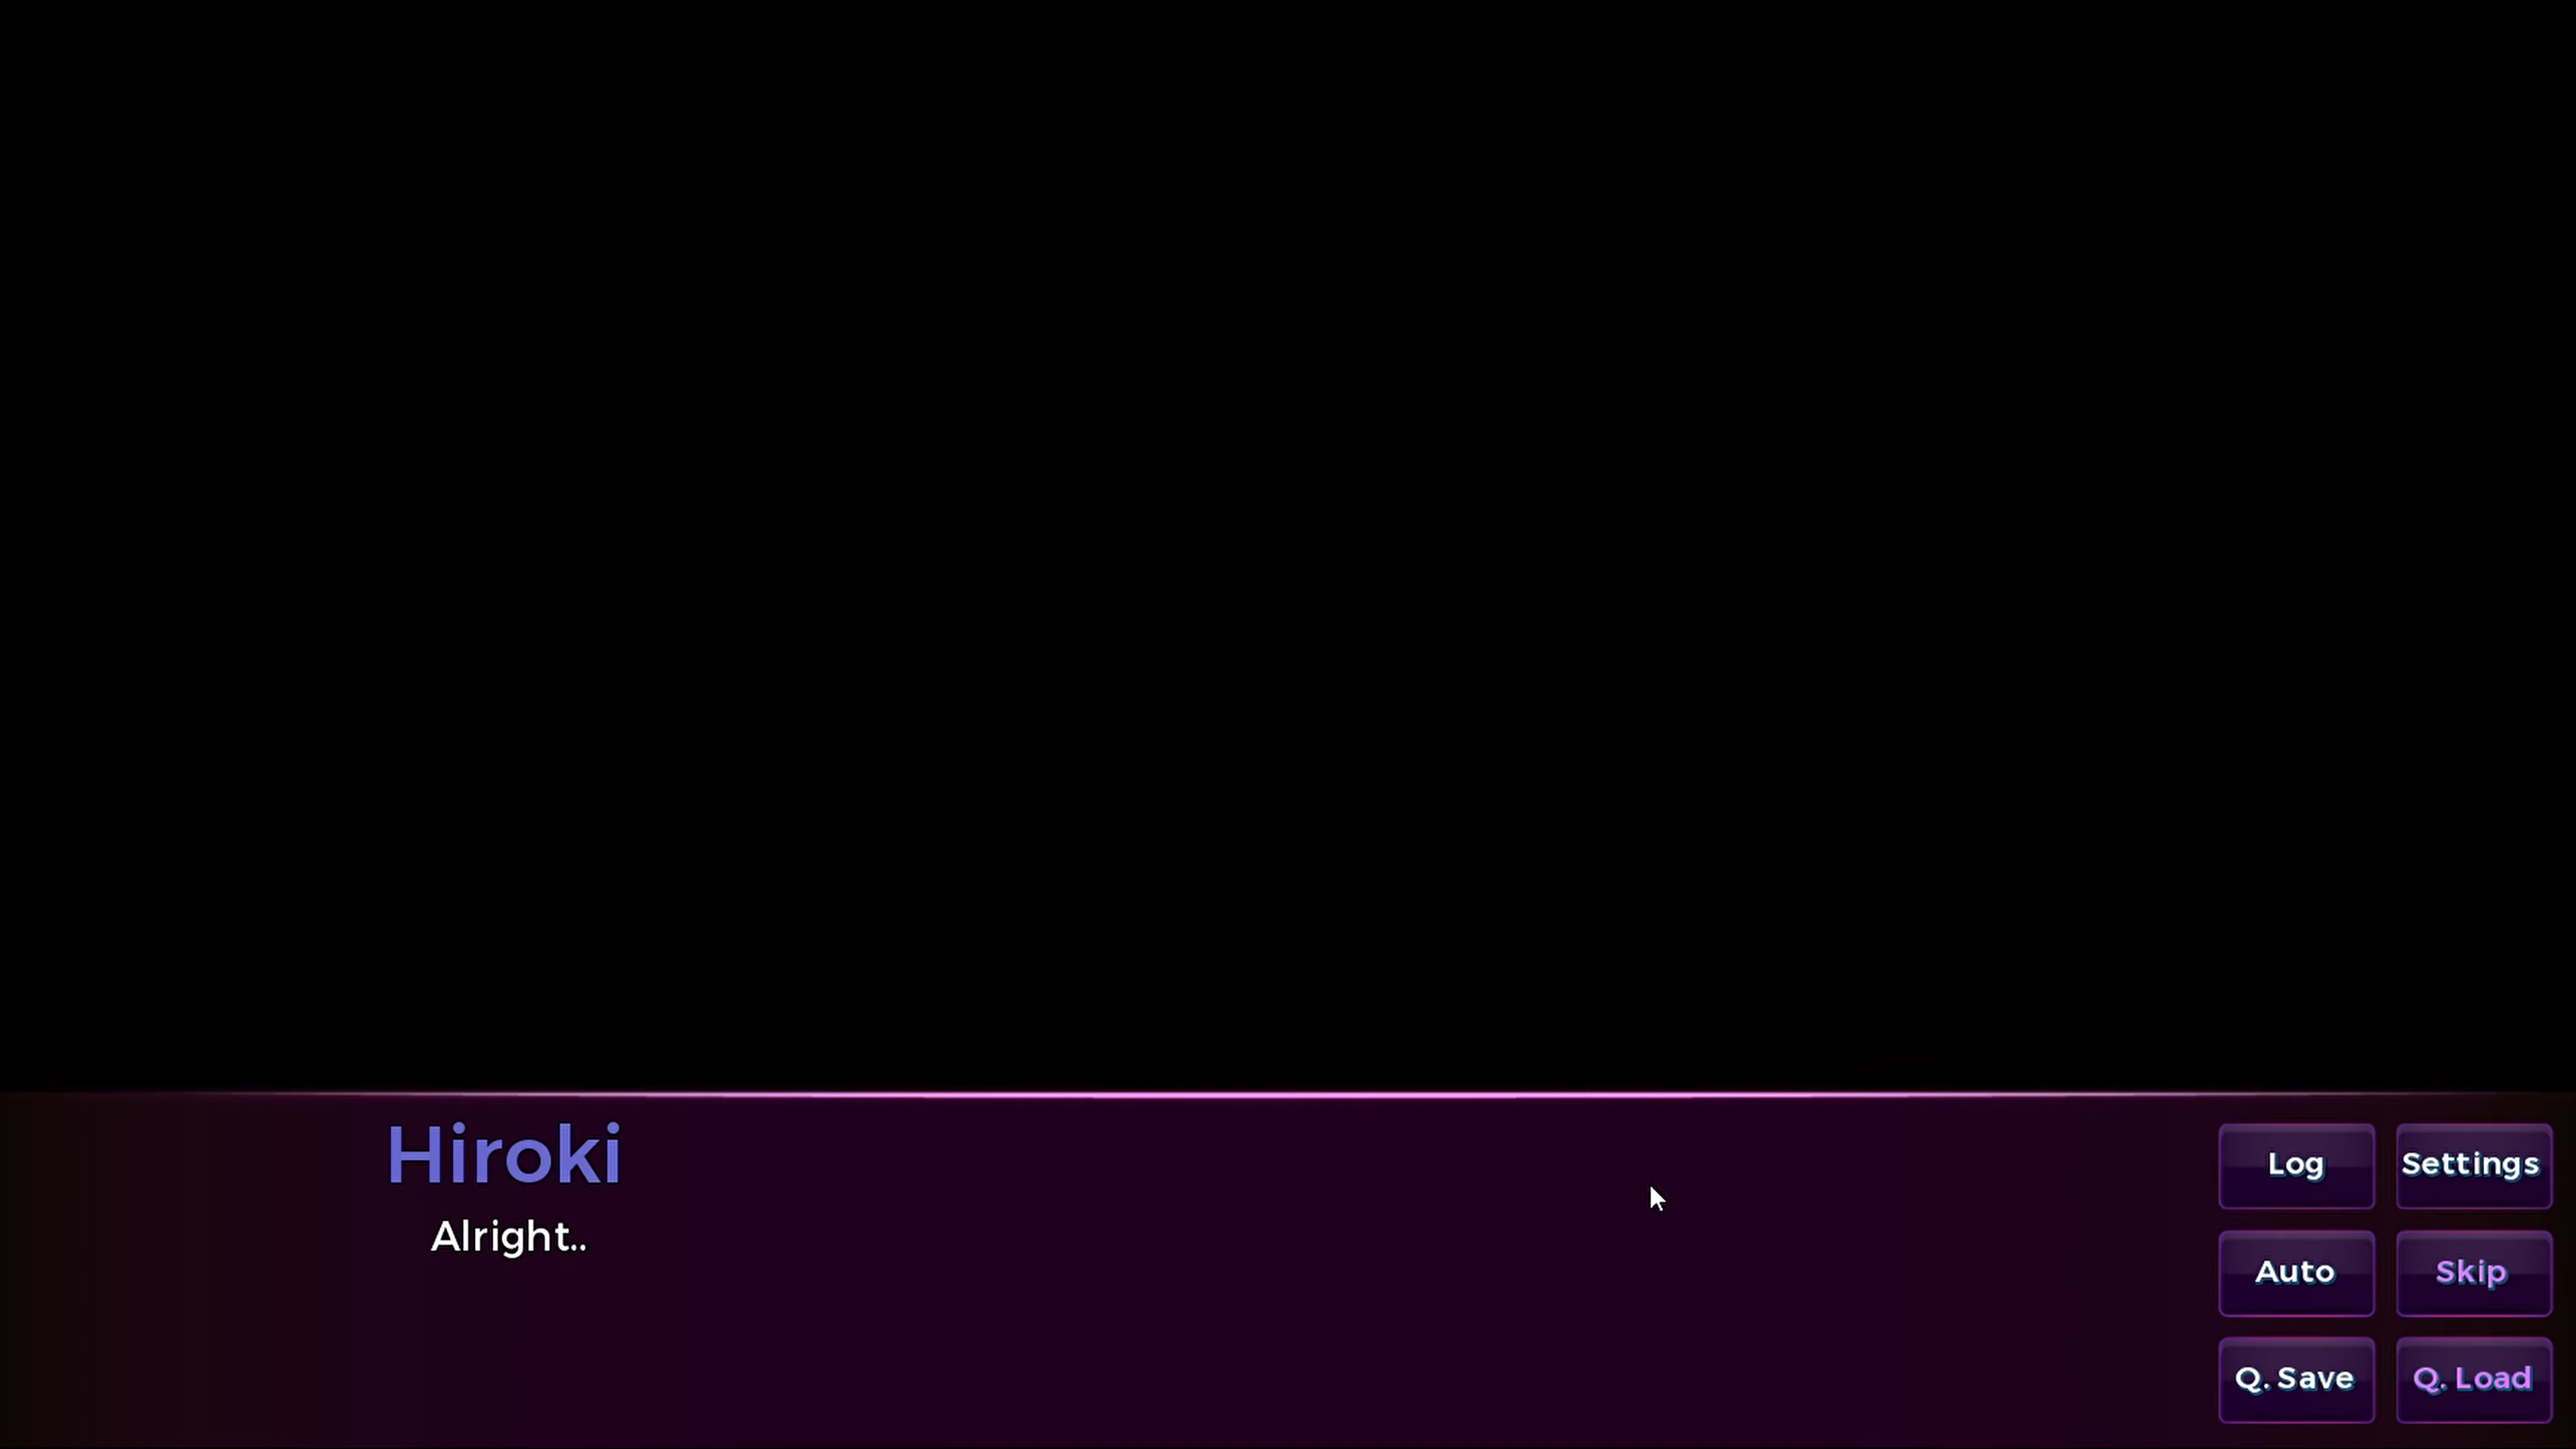 Hiroki
Alright..
Log
Settings
Auto
Skip
Q. Save
Q. Load